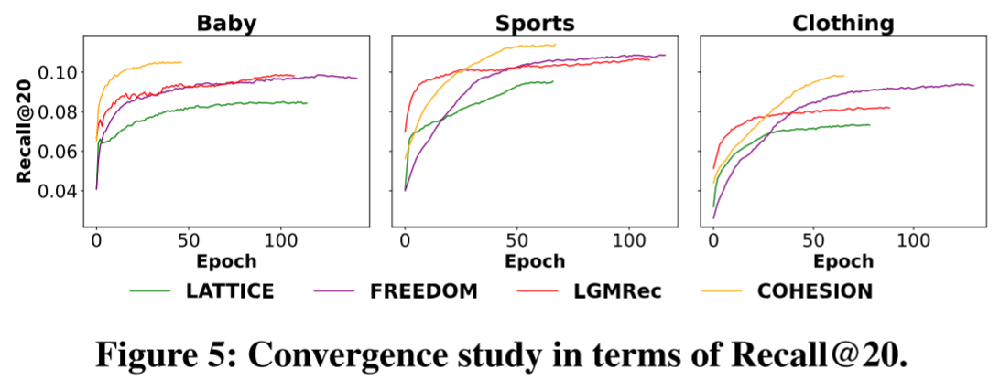 Baby Sports Clothing
Recall@20
0.10
0.08
0.06
0.04
0 50 100 0 50 100 0 50 100
Epoch Epoch Epoch
LATTICE FREEDOM LGMRec COHESION
Figure 5: Convergence study in terms of Recall@20.